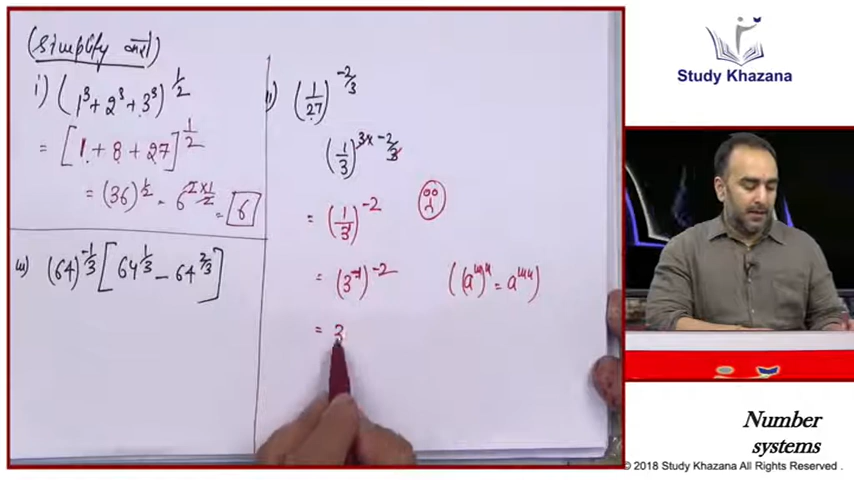 (Simplify करो)
i) (1³ + 2³ + 3³)^1/2
= [1 + 8 + 27]^1/2
= (36)^1/2 = 6^2×1/2 = 6
iii) (64)^-1/3 [64^1/3 - 64^2/3]
ii) (1/27)^-2/3
(1/3)^3×-2/3
= (1/3¹)^-2
= (3^-1)^-2 ((a^m)^n = a^mn)
= 3
Study Khazana
Number
systems
© 2018 Study Khazana All Rights Reserved .